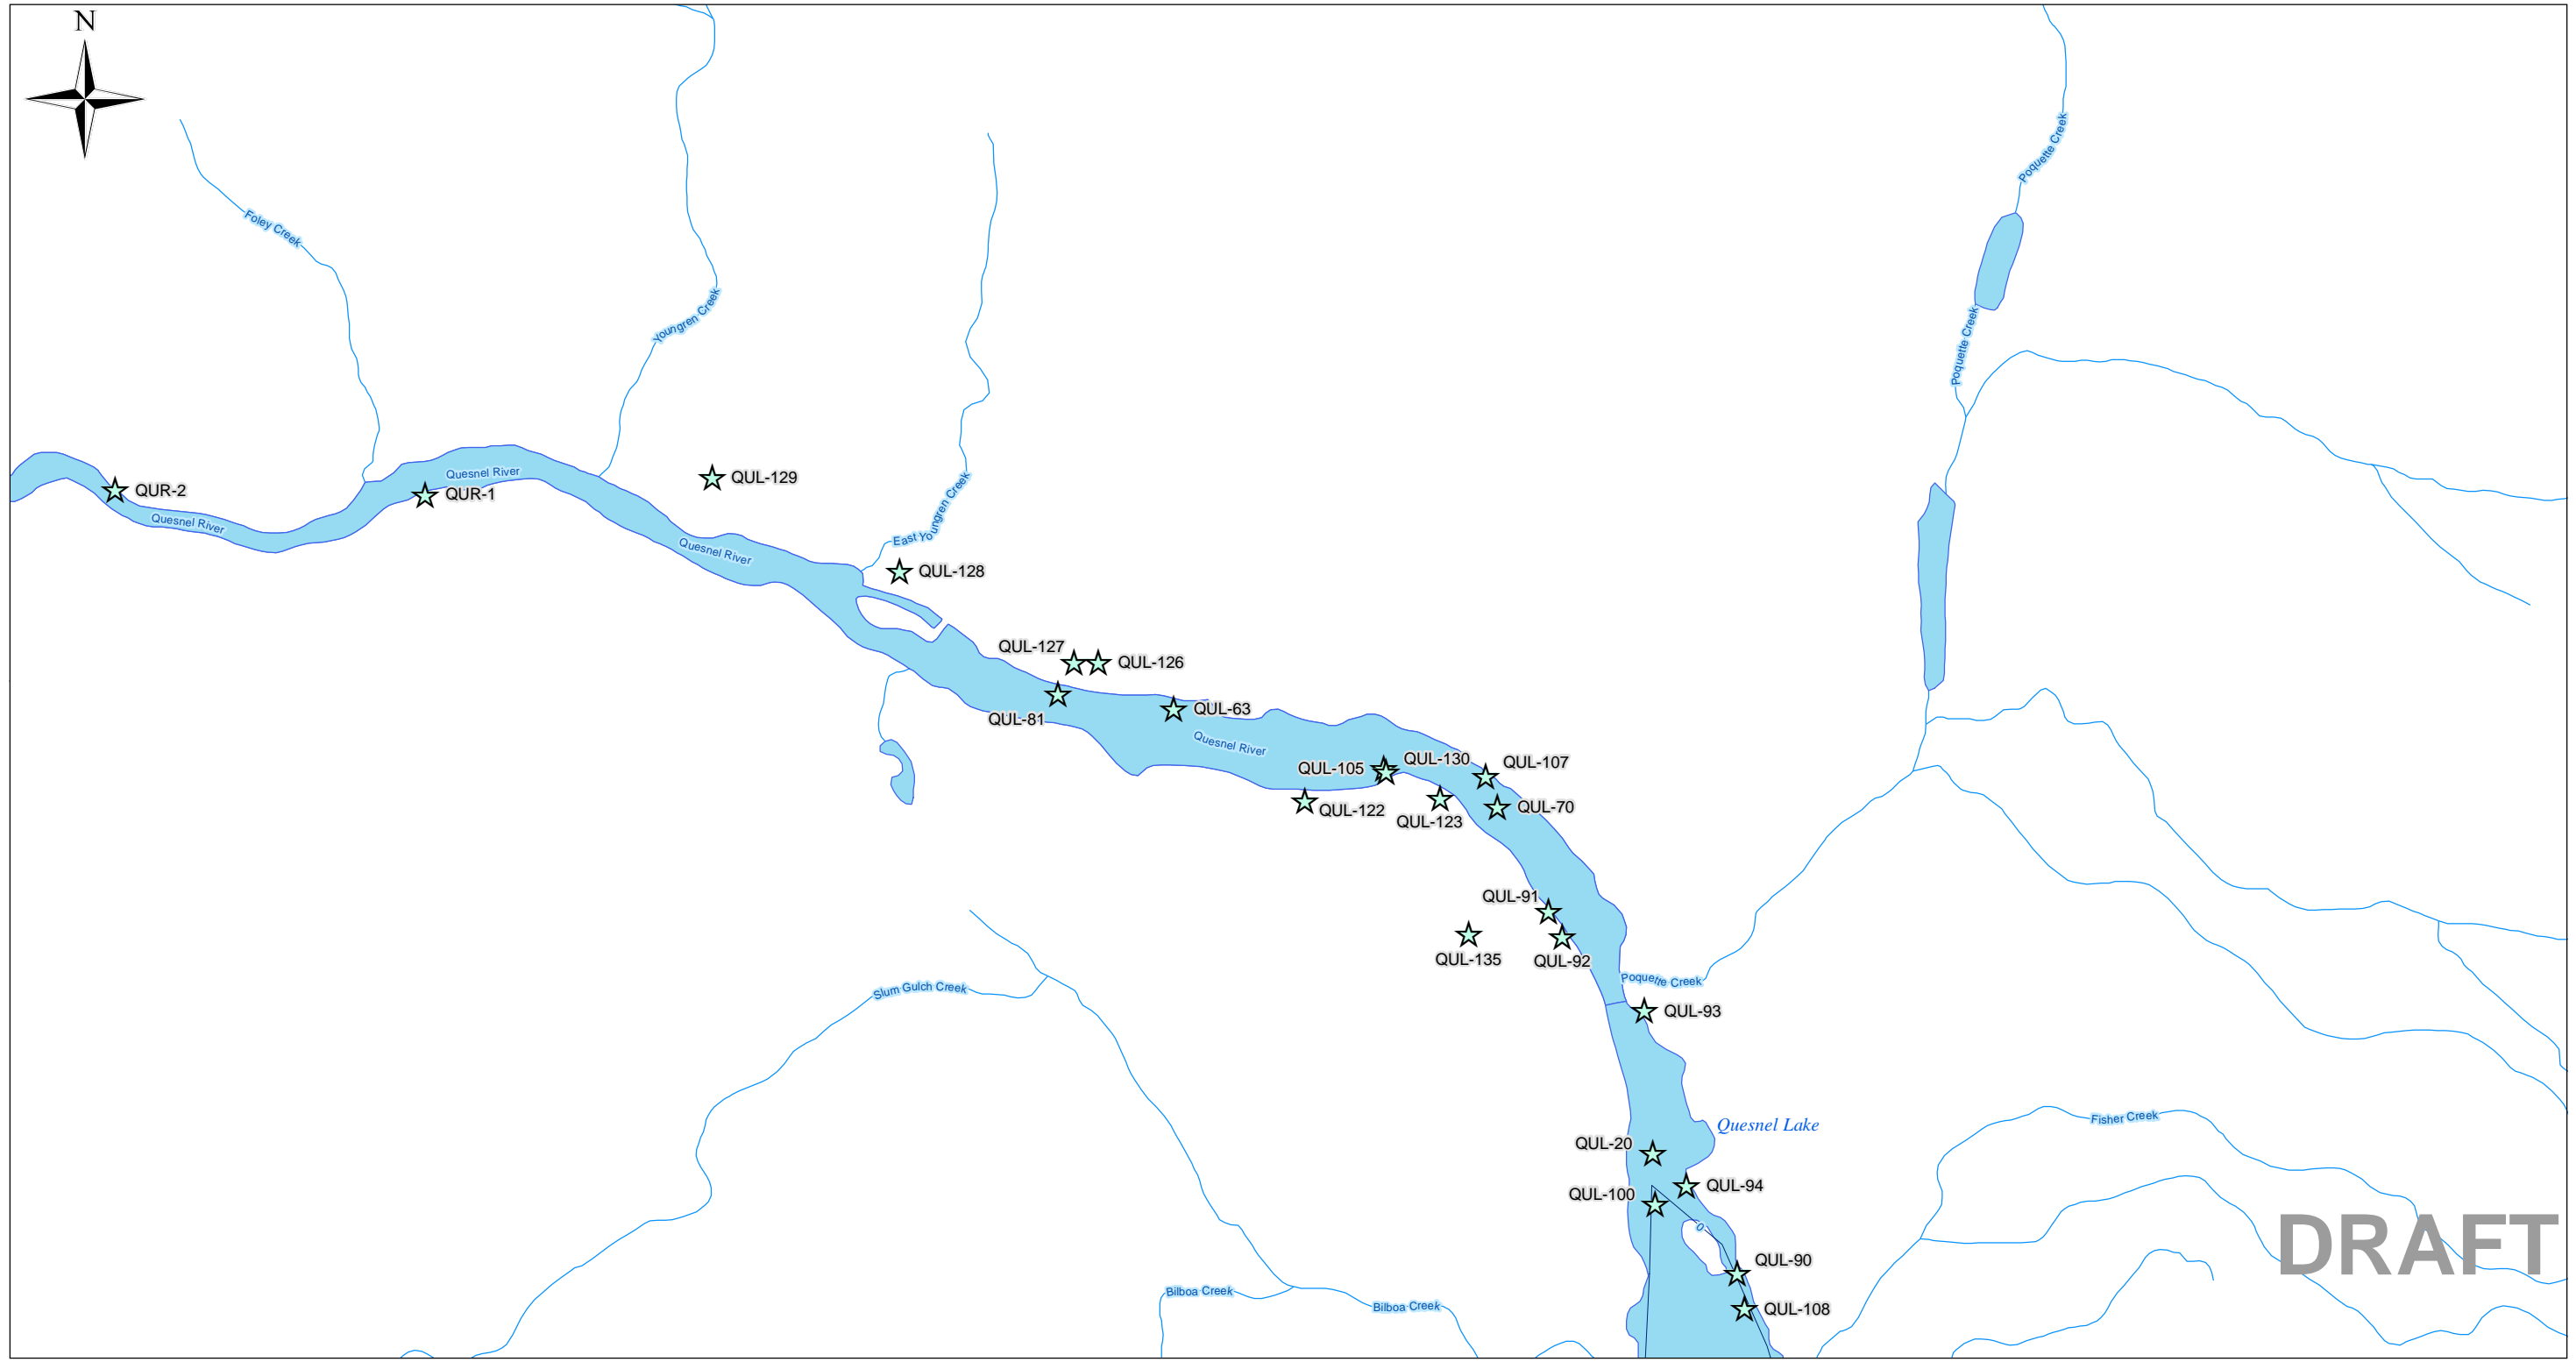 N
Poquette Creek
Foley Creek
Youngren Creek
Poquette Creek
Quesnel River
QUL-129
QUR-2
QUR-1
Quesnel River
East Youngren Creek
Quesnel River
QUL-128
QUL-127
QUL-126
QUL-63
QUL-81
Quesnel River
QUL-130
QUL-107
QUL-105
QUL-70
QUL-122
QUL-123
QUL-91
QUL-135
QUL-92
Poquette Creek
Slum Gulch Creek
QUL-93
Fisher Creek
Quesnel Lake
QUL-20
QUL-94
QUL-100
0
DRAFT
QUL-90
Bilboa Creek
Bilboa Creek
QUL-108